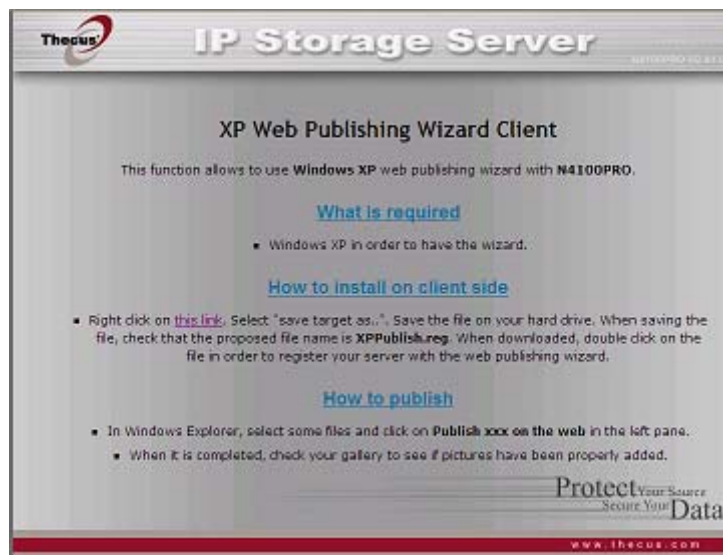 Thecus
IP Storage Server
XP Web Publishing Wizard Client
This function allows to use Windows XP web publishing wizard with N4100PRO.
What is required
▪ Windows XP in order to have the wizard.
How to install on client side
▪ Right click on this link. Select "save target as..". Save the file on your hard drive. When saving the
file, check that the proposed file name is XPPublish.reg. When downloaded, double click on the
file in order to register your server with the web publishing wizard.
How to publish
▪ In Windows Explorer, select some files and click on Publish xxx on the web in the left pane.
▪ When it is completed, check your gallery to see if pictures have been properly added.
Protect Your Source
Secure Your Data
www.thecus.com